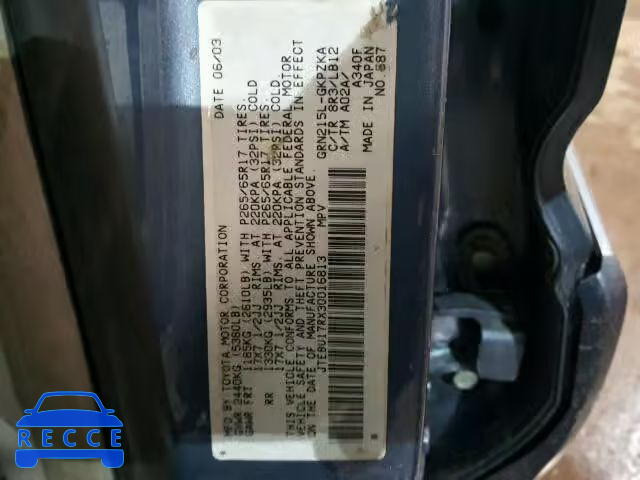 MFD BY TOYOTA MOTOR CORPORATION DATE 06/03
GVWR 2440KG (5380LB)
GAWR FRT 1185KG (2610LB) WITH P265/65R17 TIRES,
17X7 1/2JJ RIMS, AT 220KPA (32PSI) COLD
RR 1330KG (2935LB) WITH P265/65R17 TIRES,
17X7 1/2JJ RIMS, AT 220KPA (32PSI) COLD
THIS VEHICLE CONFORMS TO ALL APPLICABLE FEDERAL MOTOR
VEHICLE SAFETY AND THEFT PREVENTION STANDARDS IN EFFECT
ON THE DATE OF MANUFACTURE SHOWN ABOVE.
JTEBU17RX30016813 MPV
GRN215L-GKPZKA
C/TR 8R3/LB12
A/TM A02A/ A340F
MADE IN JAPAN
NO.687
RECCE